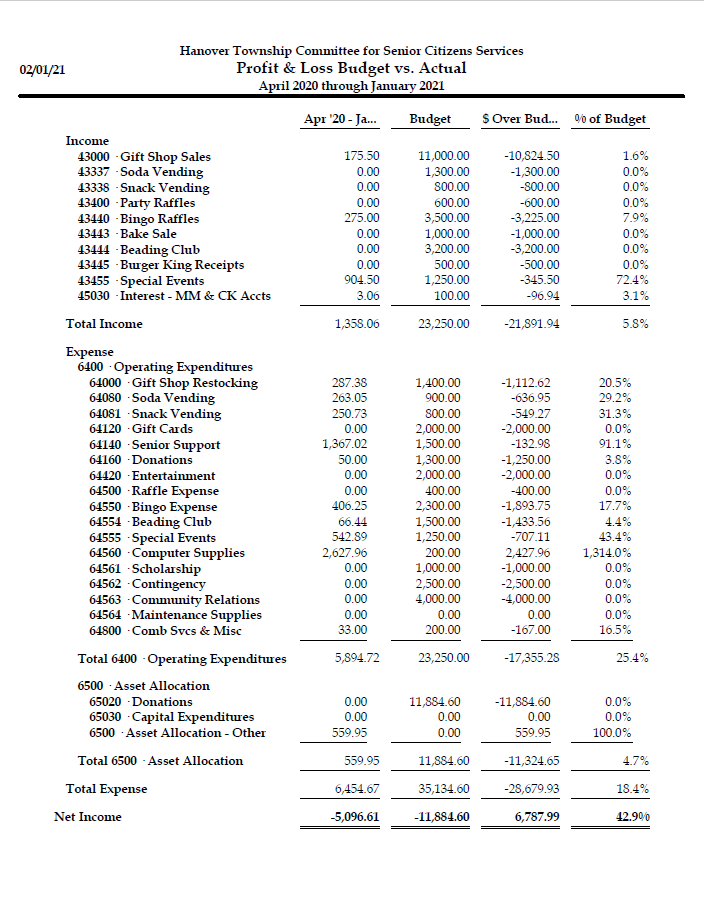 Hanover Township Committee for Senior Citizens Services
02/01/21 Profit & Loss Budget vs. Actual
April 2020 through January 2021
Apr '20 - Ja... Budget $ Over Bud... % of Budget
Income
43000 · Gift Shop Sales 175.50 11,000.00 -10,824.50 1.6%
43337 · Soda Vending 0.00 1,300.00 -1,300.00 0.0%
43338 · Snack Vending 0.00 800.00 -800.00 0.0%
43400 · Party Raffles 0.00 600.00 -600.00 0.0%
43440 · Bingo Raffles 275.00 3,500.00 -3,225.00 7.9%
43443 · Bake Sale 0.00 1,000.00 -1,000.00 0.0%
43444 · Beading Club 0.00 3,200.00 -3,200.00 0.0%
43445 · Burger King Receipts 0.00 500.00 -500.00 0.0%
43455 · Special Events 904.50 1,250.00 -345.50 72.4%
45030 · Interest - MM & CK Accts 3.06 100.00 -96.94 3.1%
Total Income 1,358.06 23,250.00 -21,891.94 5.8%
Expense
6400 · Operating Expenditures
64000 · Gift Shop Restocking 287.38 1,400.00 -1,112.62 20.5%
64080 · Soda Vending 263.05 900.00 -636.95 29.2%
64081 · Snack Vending 250.73 800.00 -549.27 31.3%
64120 · Gift Cards 0.00 2,000.00 -2,000.00 0.0%
64140 · Senior Support 1,367.02 1,500.00 -132.98 91.1%
64160 · Donations 50.00 1,300.00 -1,250.00 3.8%
64420 · Entertainment 0.00 2,000.00 -2,000.00 0.0%
64500 · Raffle Expense 0.00 400.00 -400.00 0.0%
64550 · Bingo Expense 406.25 2,300.00 -1,893.75 17.7%
64554 · Beading Club 66.44 1,500.00 -1,433.56 4.4%
64555 · Special Events 542.89 1,250.00 -707.11 43.4%
64560 · Computer Supplies 2,627.96 200.00 2,427.96 1,314.0%
64561 · Scholarship 0.00 1,000.00 -1,000.00 0.0%
64562 · Contingency 0.00 2,500.00 -2,500.00 0.0%
64563 · Community Relations 0.00 4,000.00 -4,000.00 0.0%
64564 · Maintenance Supplies 0.00 0.00 0.00 0.0%
64800 · Comb Svcs & Misc 33.00 200.00 -167.00 16.5%
Total 6400 · Operating Expenditures 5,894.72 23,250.00 -17,355.28 25.4%
6500 · Asset Allocation
65020 · Donations 0.00 11,884.60 -11,884.60 0.0%
65030 · Capital Expenditures 0.00 0.00 0.00 0.0%
6500 · Asset Allocation - Other 559.95 0.00 559.95 100.0%
Total 6500 · Asset Allocation 559.95 11,884.60 -11,324.65 4.7%
Total Expense 6,454.67 35,134.60 -28,679.93 18.4%
Net Income -5,096.61 -11,884.60 6,787.99 42.9%